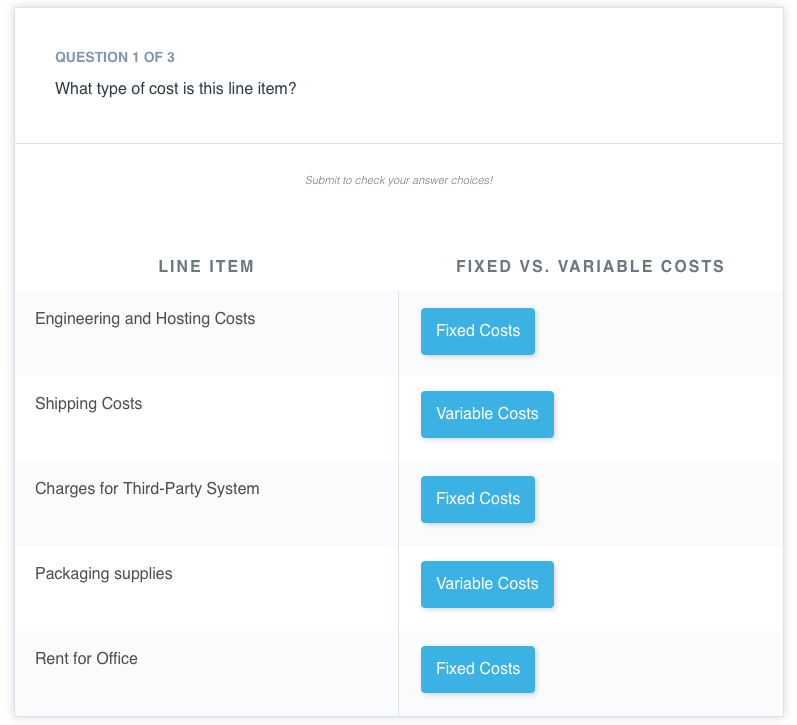 QUESTION 1 OF 3
What type of cost is this line item?
Submit to check your answer choices!
LINE ITEM
FIXED VS. VARIABLE COSTS
Engineering and Hosting Costs
Fixed Costs
Shipping Costs
Variable Costs
Charges for Third-Party System
Fixed Costs
Packaging supplies
Variable Costs
Rent for Office
Fixed Costs